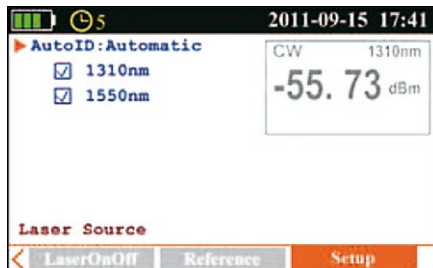 5 2011-09-15 17:41
AutoID:Automatic
1310nm
1550nm
CW 1310nm
-55.73 dBm
Laser Source
LaserOnOff Reference Setup